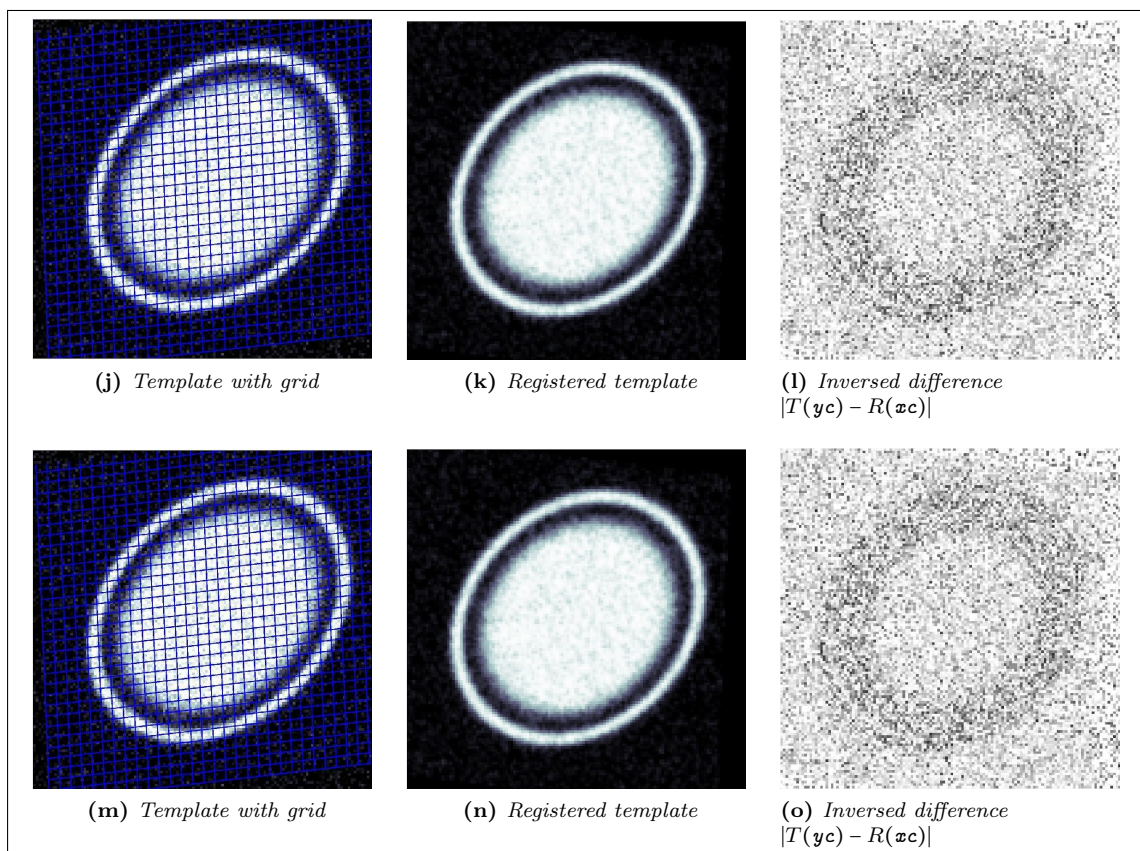 (j) Template with grid
(k) Registered template
(l) Inversed difference
|T(yc) – R(xc)|
(m) Template with grid
(n) Registered template
(o) Inversed difference
|T(yc) – R(xc)|